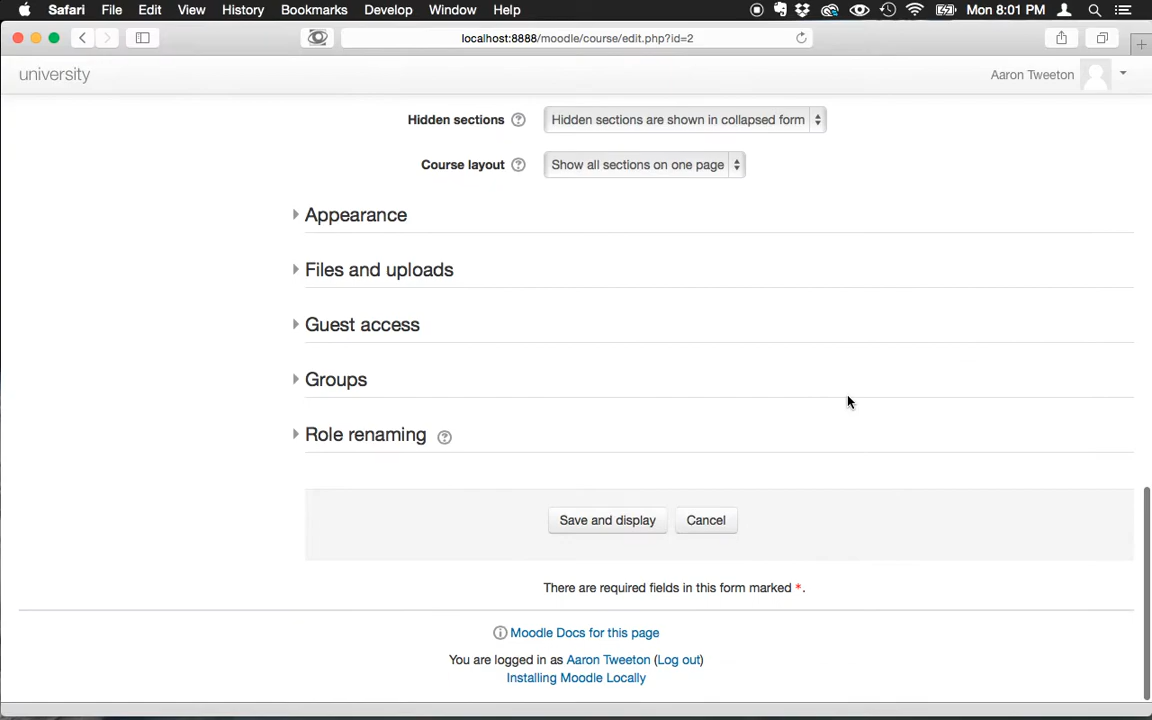 Safari File Edit View History Bookmarks Develop Window Help Mon 8:01 PM
localhost:8888/moodle/course/edit.php?id=2
university Aaron Tweeton
Hidden sections Hidden sections are shown in collapsed form
Course layout Show all sections on one page
Appearance
Files and uploads
Guest access
Groups
Role renaming
Save and display Cancel
There are required fields in this form marked *.
Moodle Docs for this page
You are logged in as Aaron Tweeton (Log out)
Installing Moodle Locally